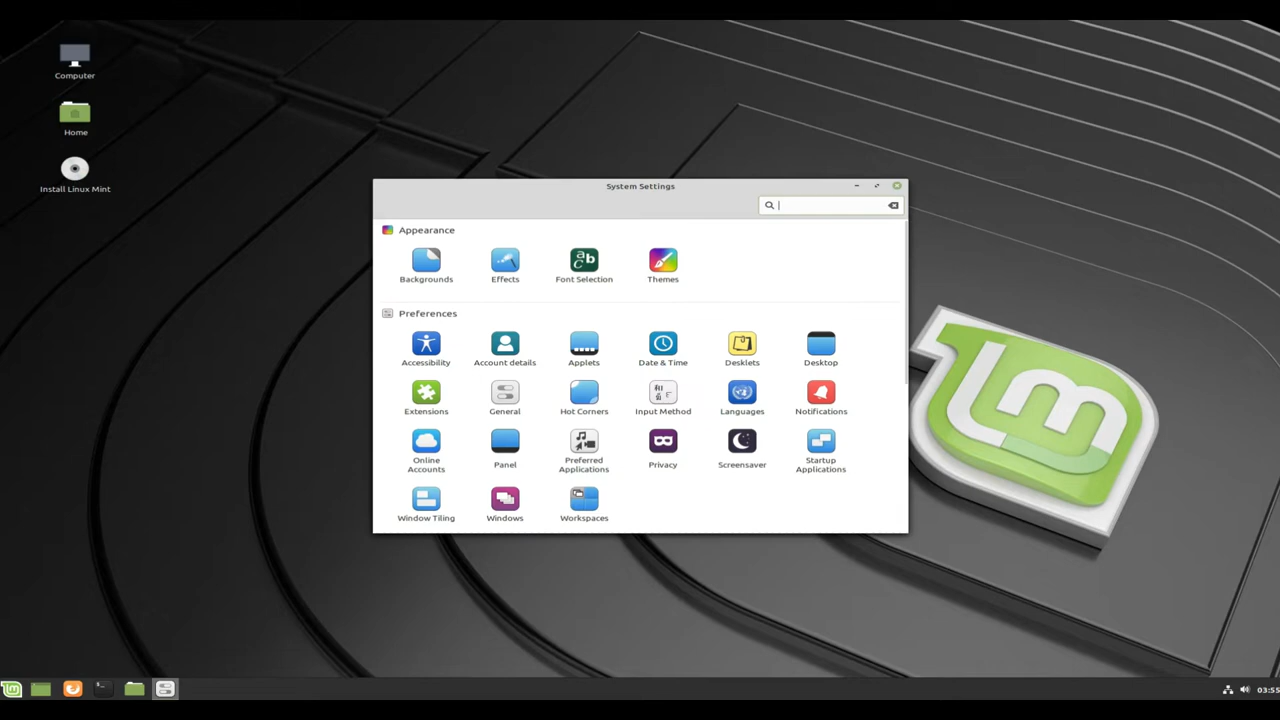 Computer
Home
Install Linux Mint
System Settings
Appearance
Backgrounds
Effects
Font Selection
Themes
Preferences
Accessibility
Account details
Applets
Date & Time
Desklets
Desktop
Extensions
General
Hot Corners
Input Method
Languages
Notifications
Online
Accounts
Panel
Preferred
Applications
Privacy
Screensaver
Startup
Applications
Window Tiling
Windows
Workspaces
03:55